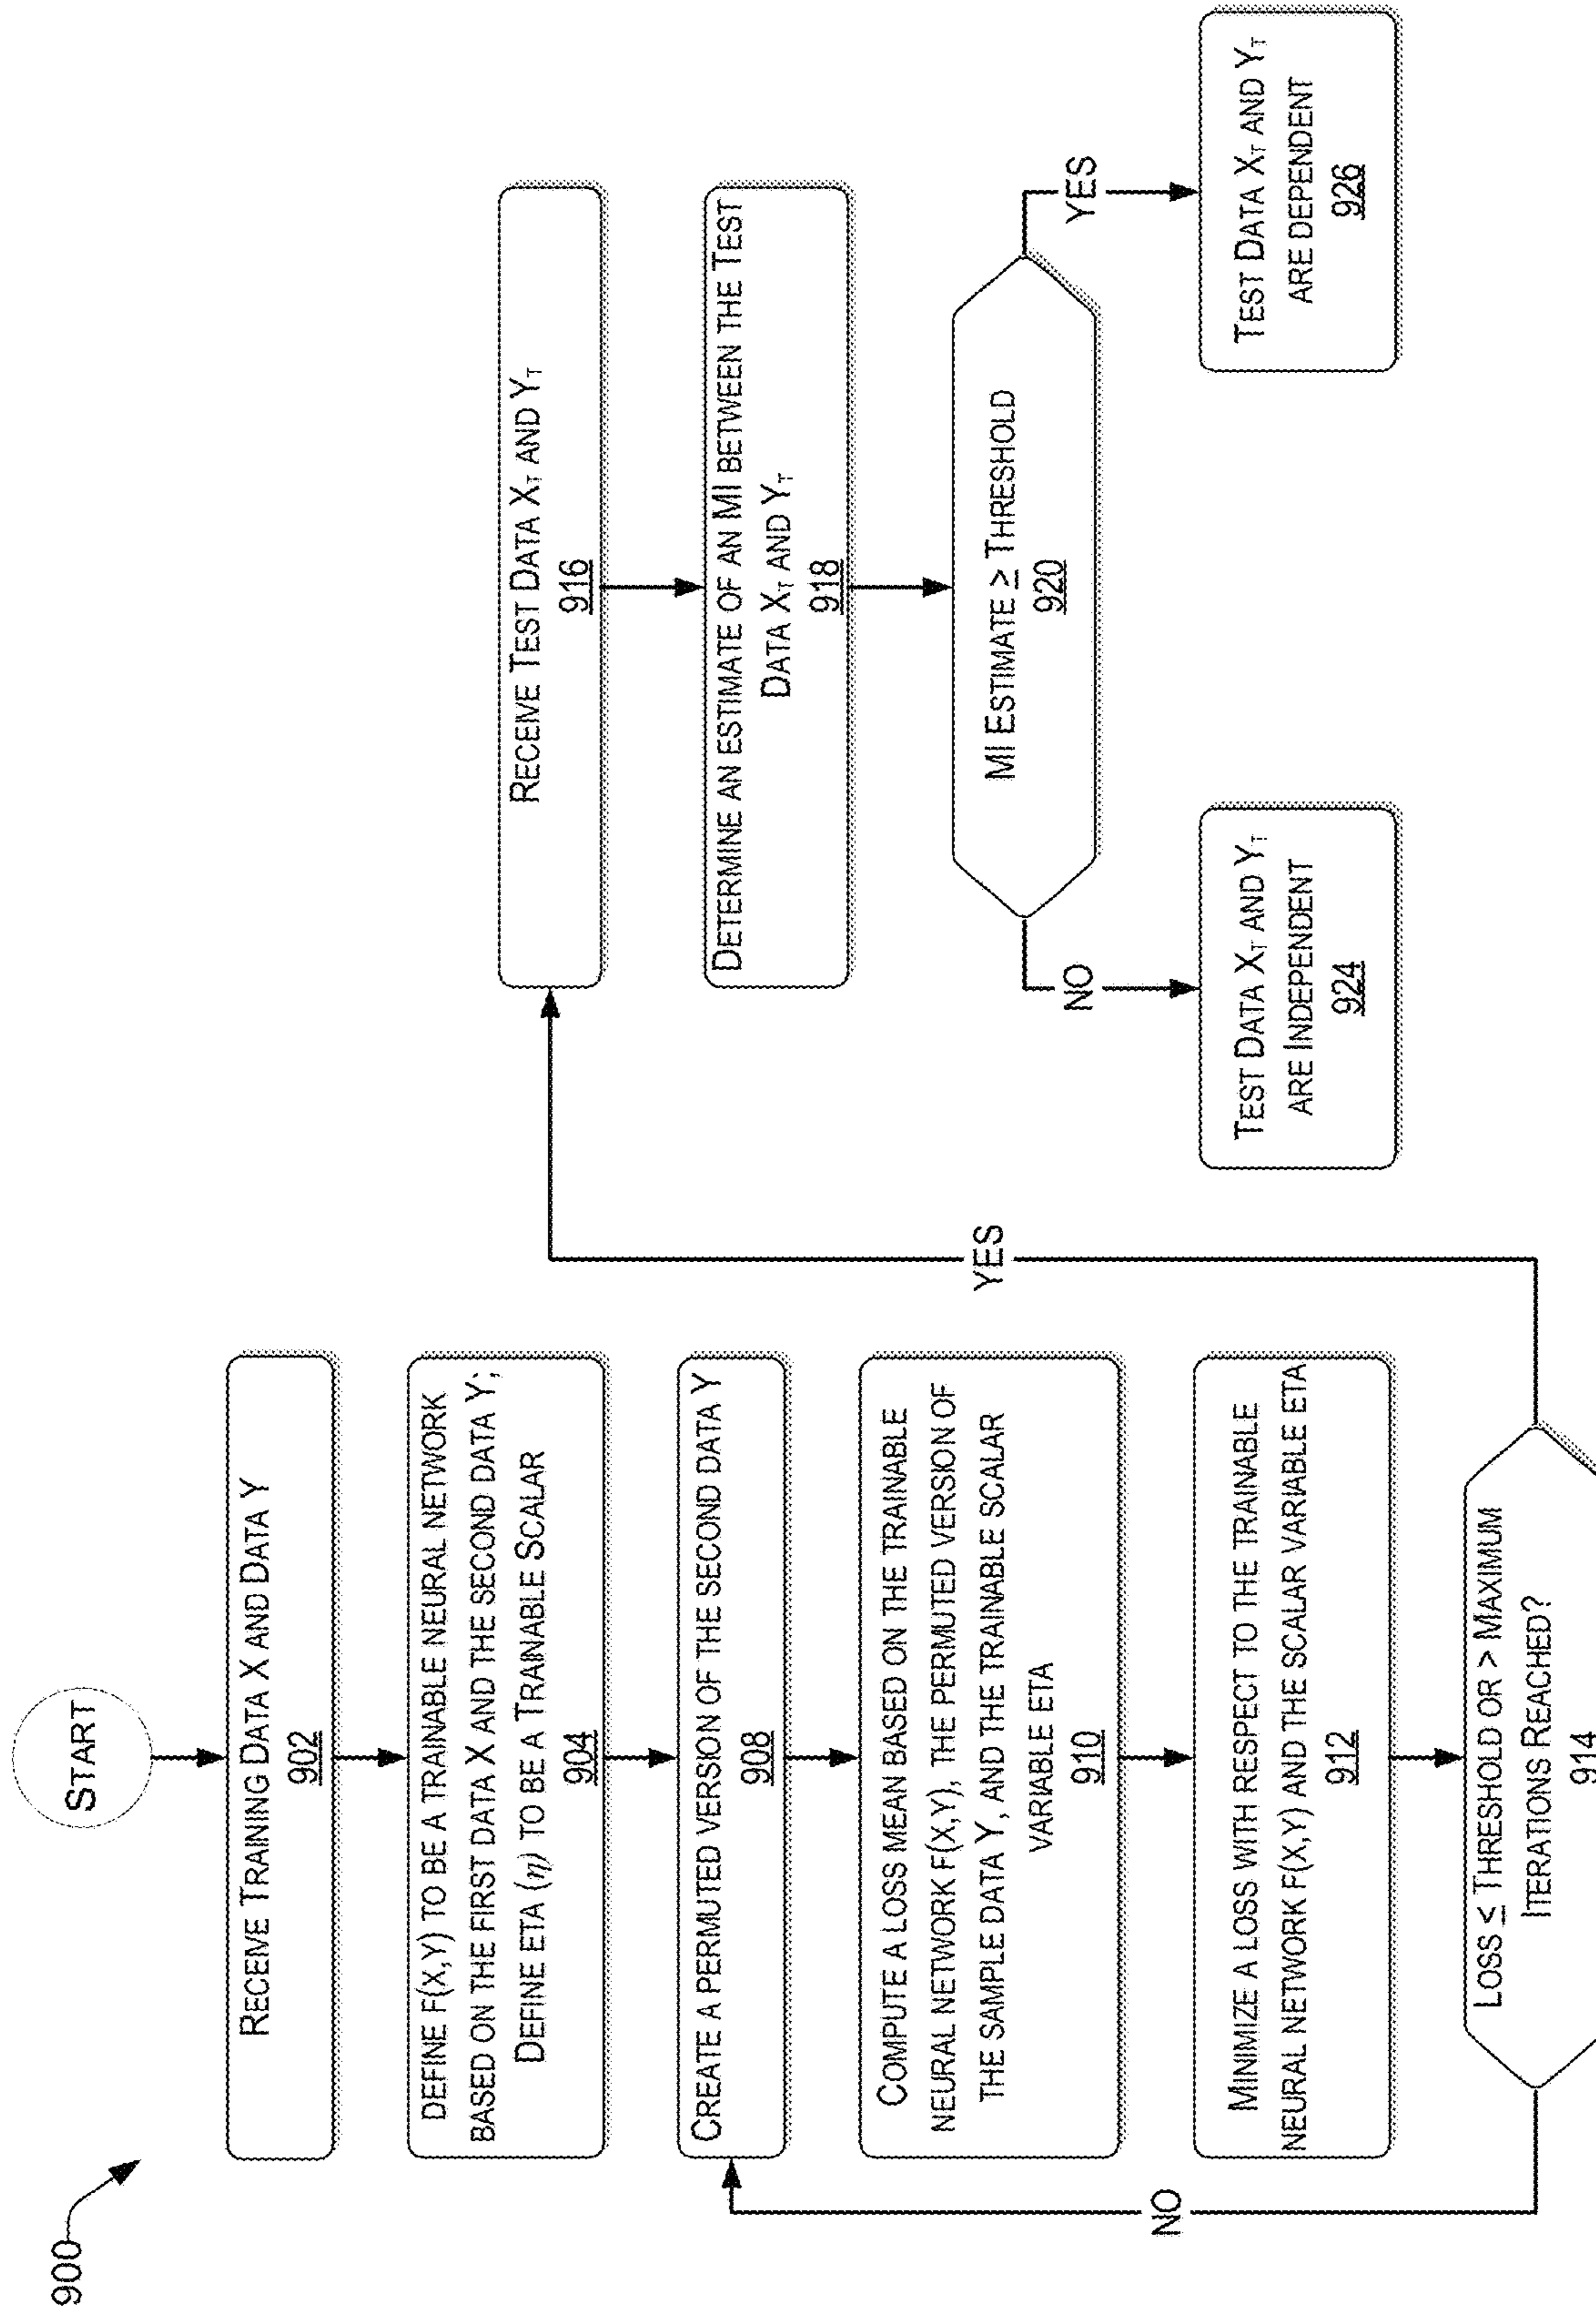 900
START
RECEIVE TRAINING DATA X AND DATA Y
902
DEFINE F(X,Y) TO BE A TRAINABLE NEURAL NETWORK
BASED ON THE FIRST DATA X AND THE SECOND DATA Y;
DEFINE ETA (η) TO BE A TRAINABLE SCALAR
904
CREATE A PERMUTED VERSION OF THE SECOND DATA Y
908
COMPUTE A LOSS MEAN BASED ON THE TRAINABLE
NEURAL NETWORK F(X,Y), THE PERMUTED VERSION OF
THE SAMPLE DATA Y, AND THE TRAINABLE SCALAR
VARIABLE ETA
910
MINIMIZE A LOSS WITH RESPECT TO THE TRAINABLE
NEURAL NETWORK F(X,Y) AND THE SCALAR VARIABLE ETA
912
LOSS ≤ THRESHOLD OR > MAXIMUM
ITERATIONS REACHED?
914
NO
YES
RECEIVE TEST DATA XT AND YT
916
DETERMINE AN ESTIMATE OF AN MI BETWEEN THE TEST
DATA XT AND YT
918
MI ESTIMATE ≥ THRESHOLD
920
NO
YES
TEST DATA XT AND YT
ARE INDEPENDENT
924
TEST DATA XT AND YT
ARE DEPENDENT
926